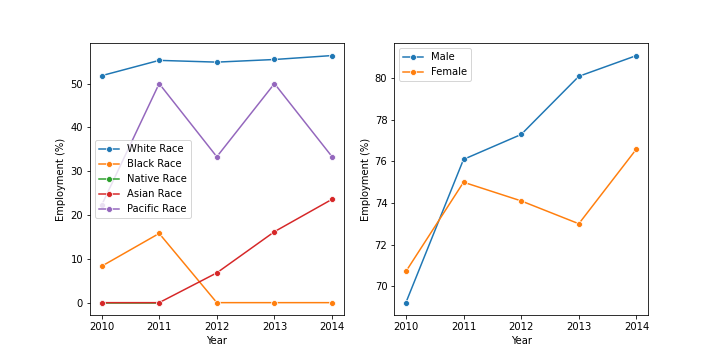 Employment (%)
50
40
30
20
10
0
White Race
Black Race
Native Race
Asian Race
Pacific Race
2010 2011 2012 2013 2014
Year
Employment (%)
80
78
76
74
72
70
Male
Female
2010 2011 2012 2013 2014
Year